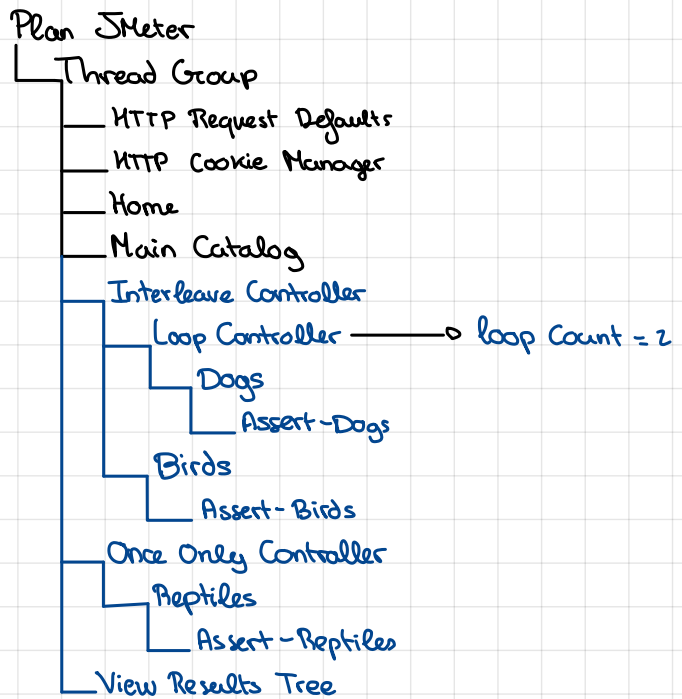 Plan JMeter
Thread Group
HTTP Request Defaults
HTTP Cookie Manager
Home
Main Catalog
Interleave Controller
Loop Controller loop Count = 2
Dogs
Assert-Dogs
Birds
Assert-Birds
Once Only Controller
Reptiles
Assert-Reptiles
View Results Tree